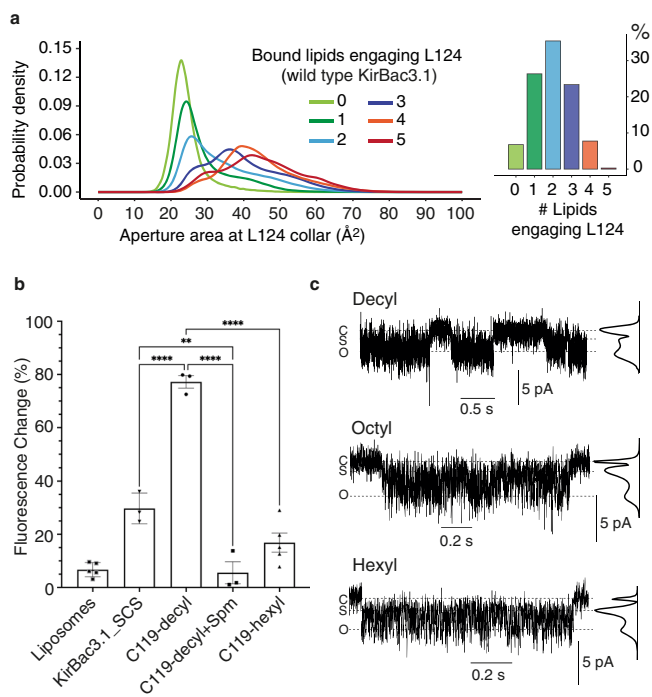 a
Probability density
0.15
0.12
0.09
0.06
0.03
0.00
Bound lipids engaging L124
(wild type KirBac3.1)
0 3
1 4
2 5
0 10 20 30 40 50 60 70 80 90 100
Aperture area at L124 collar (Å²)
%
30
20
10
0
0 1 2 3 4 5
# Lipids
engaging L124
b
Fluorescence Change (%)
100
80
60
40
20
0
****
**
**** ****
Liposomes
KirBac3.1_SCS
C119-decyl
C119-decyl+Spm
C119-hexyl
c
Decyl
C
S
O
0.5 s
5 pA
Octyl
C
S
O
0.2 s
5 pA
Hexyl
C
S
O
0.2 s
5 pA